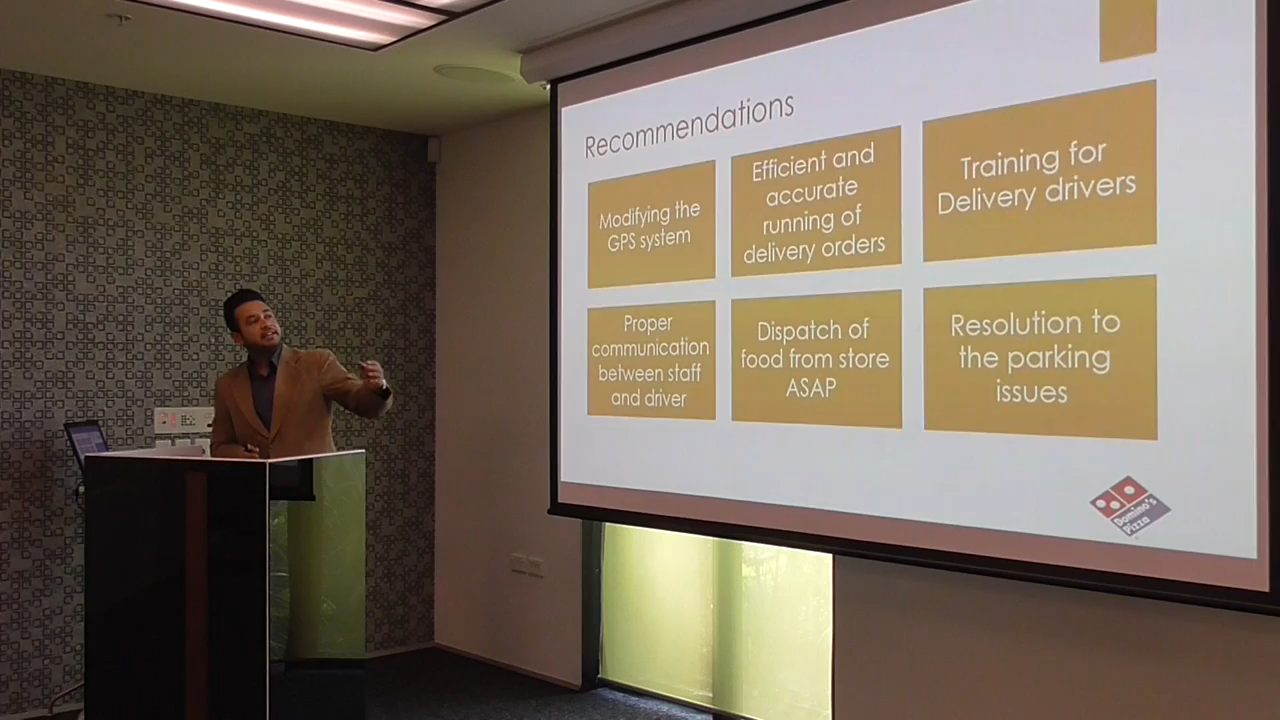 Recommendations
Modifying the
GPS system
Efficient and
accurate
running of
delivery orders
Training for
Delivery drivers
Proper
communication
between staff
and driver
Dispatch of
food from store
ASAP
Resolution to
the parking
issues
Domino's
Pizza